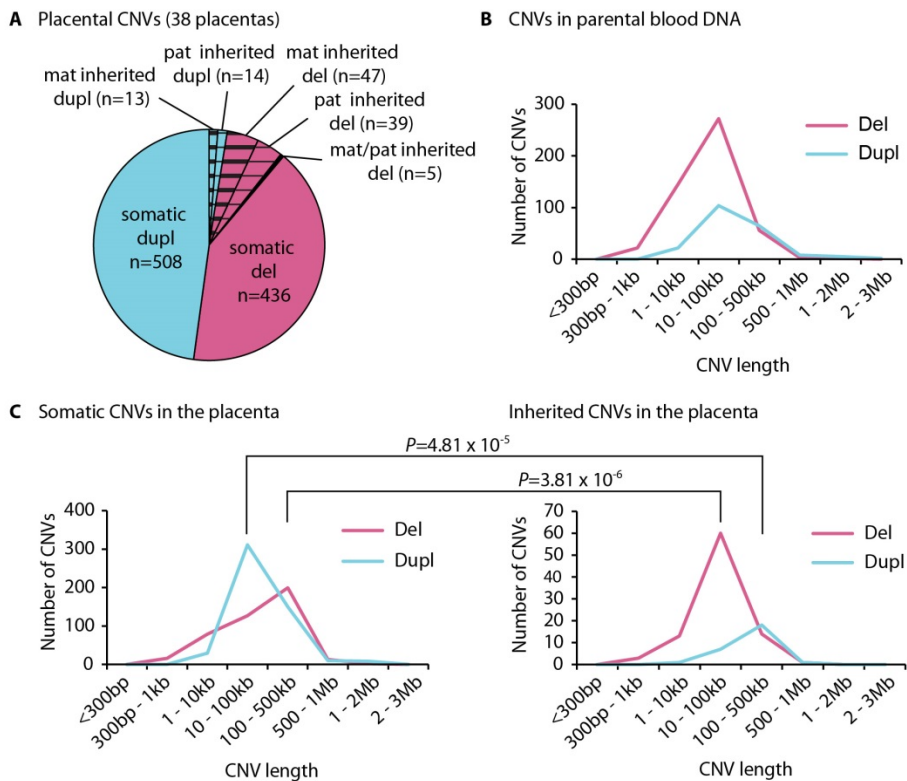 A Placental CNVs (38 placentas)
pat inherited
dupl (n=14)
mat inherited
del (n=47)
mat inherited
dupl (n=13)
pat inherited
del (n=39)
mat/pat inherited
del (n=5)
somatic
dupl
n=508
somatic
del
n=436
B CNVs in parental blood DNA
Number of CNVs
300
200
100
0
Del
Dupl
<300bp
300bp - 1kb
1 - 10kb
10 - 100kb
100 - 500kb
500 - 1Mb
1 - 2Mb
2 - 3Mb
CNV length
C Somatic CNVs in the placenta
Inherited CNVs in the placenta
P=4.81 x 10-5
P=3.81 x 10-6
Number of CNVs
400
300
200
100
0
Del
Dupl
<300bp
300bp - 1kb
1 - 10kb
10 - 100kb
100 - 500kb
500 - 1Mb
1 - 2Mb
2 - 3Mb
CNV length
Number of CNVs
70
60
50
40
30
20
10
0
Del
Dupl
<300bp
300bp - 1kb
1 - 10kb
10 - 100kb
100 - 500kb
500 - 1Mb
1 - 2Mb
2 - 3Mb
CNV length